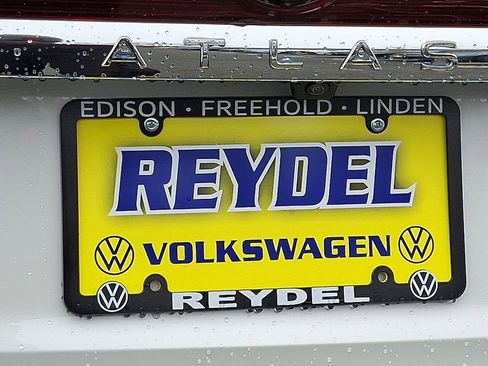 ATLAS
EDISON · FREEHOLD · LINDEN
REYDEL
VOLKSWAGEN
REYDEL